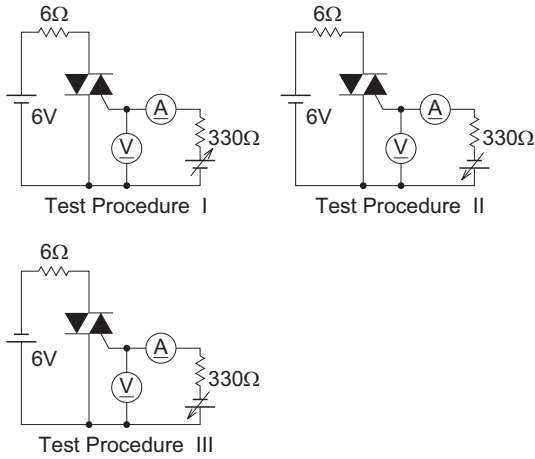 6Ω
6V
A
V
330Ω
Test Procedure I
6Ω
6V
A
V
330Ω
Test Procedure II
6Ω
6V
A
V
330Ω
Test Procedure III